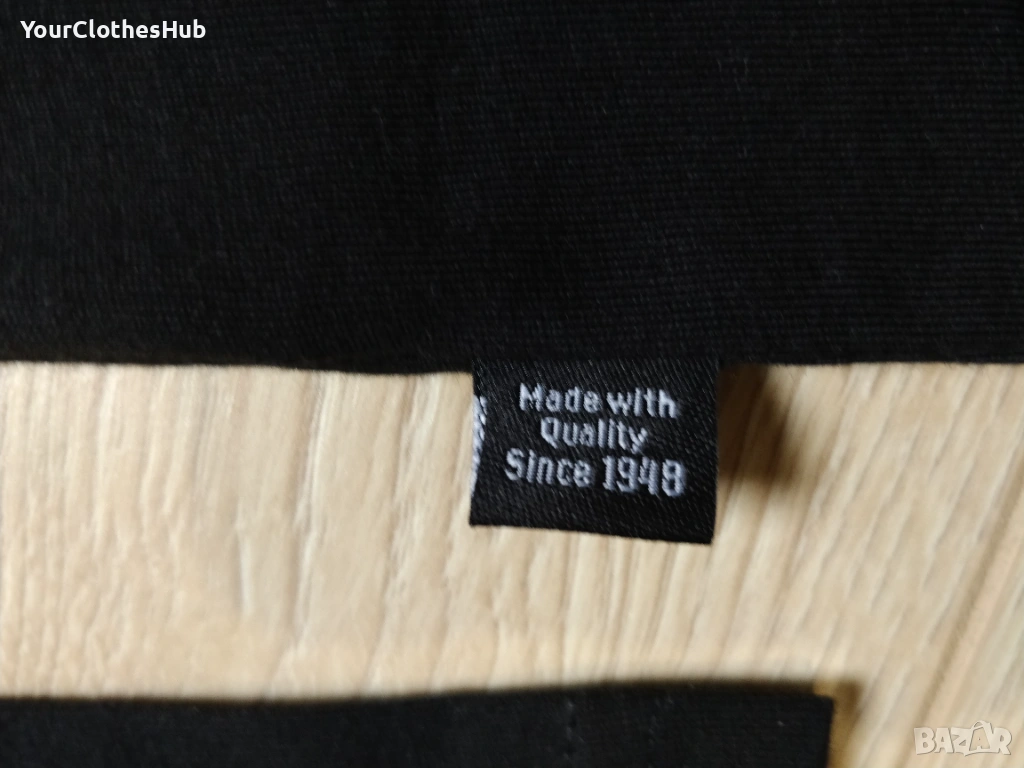 YourClothesHub
Made with
Quality
Since 1948
BAZAR